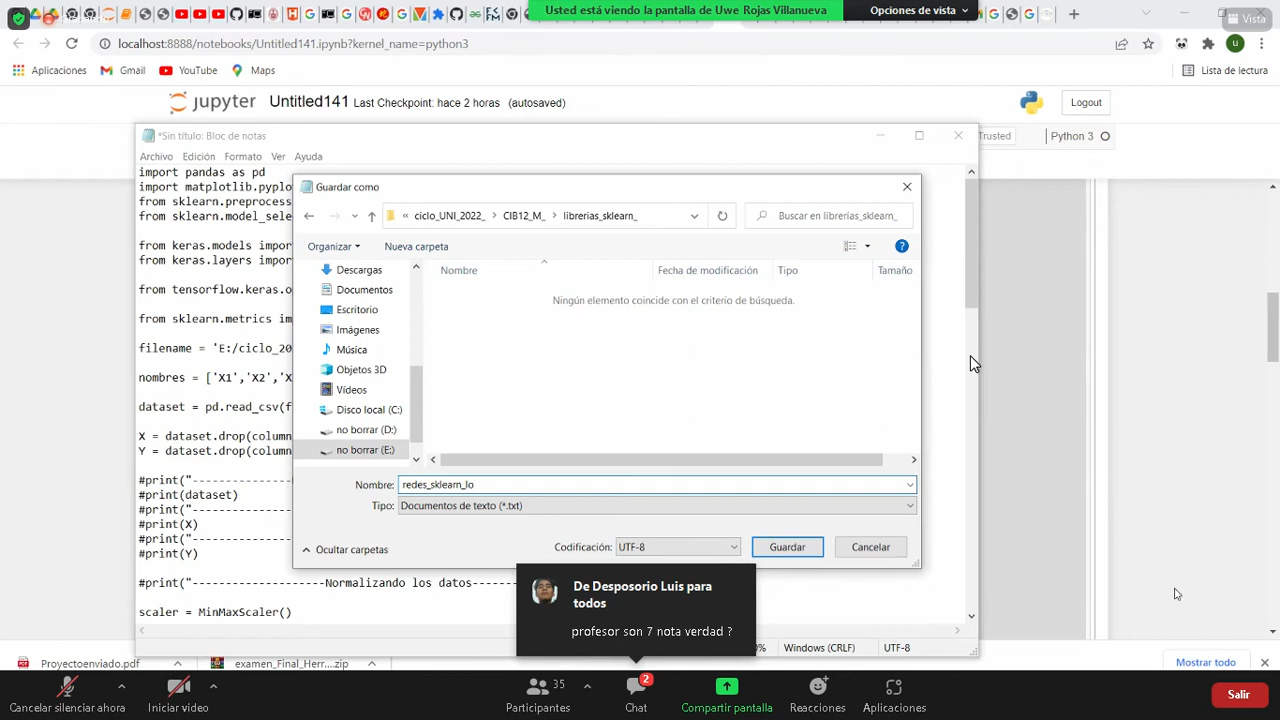 Usted está viendo la pantalla de Uwe Rojas Villanueva
Opciones de vista
Vista
localhost:8888/notebooks/Untitled141.ipynb?kernel_name=python3
Aplicaciones
Gmail
YouTube
Maps
Lista de lectura
jupyter Untitled141 Last Checkpoint: hace 2 horas (autosaved)
Logout
Trusted
Python 3
*Sin título: Bloc de notas
Archivo Edición Formato Ver Ayuda
import pandas as pd
import matplotlib.pyplo
from sklearn.preprocess
from sklearn.model_sele
from keras.models impor
from keras.layers impor
from tensorflow.keras.o
from sklearn.metrics im
filename = 'E:/ciclo_20
nombres = ['X1','X2','X
dataset = pd.read_csv(f
X = dataset.drop(column
Y = dataset.drop(column
#print("---------
#print(dataset)
#print("---------
#print(X)
#print("---------
#print(Y)
#print("------------------Normalizando los datos------
scaler = MinMaxScaler()
Guardar como
« ciclo_UNI_2022_ > CIB12_M_ > librerias_sklearn_
Buscar en librerias_sklearn_
Organizar
Nueva carpeta
Descargas
Documentos
Escritorio
Imágenes
Música
Objetos 3D
Vídeos
Disco local (C:)
no borrar (D:)
no borrar (E:)
Nombre
Fecha de modificación
Tipo
Tamaño
Ningún elemento coincide con el criterio de búsqueda.
Nombre: redes_sklearn_lo
Tipo: Documentos de texto (*.txt)
Ocultar carpetas
Codificación: UTF-8
Guardar
Cancelar
De Desposorio Luis para
todos
profesor son 7 nota verdad ?
Windows (CRLF)
UTF-8
Proyectoenviado.pdf
examen_Final_Herr....zip
Mostrar todo
Cancelar silenciar ahora
Iniciar video
35
Participantes
2
Chat
Compartir pantalla
Reacciones
Aplicaciones
Salir